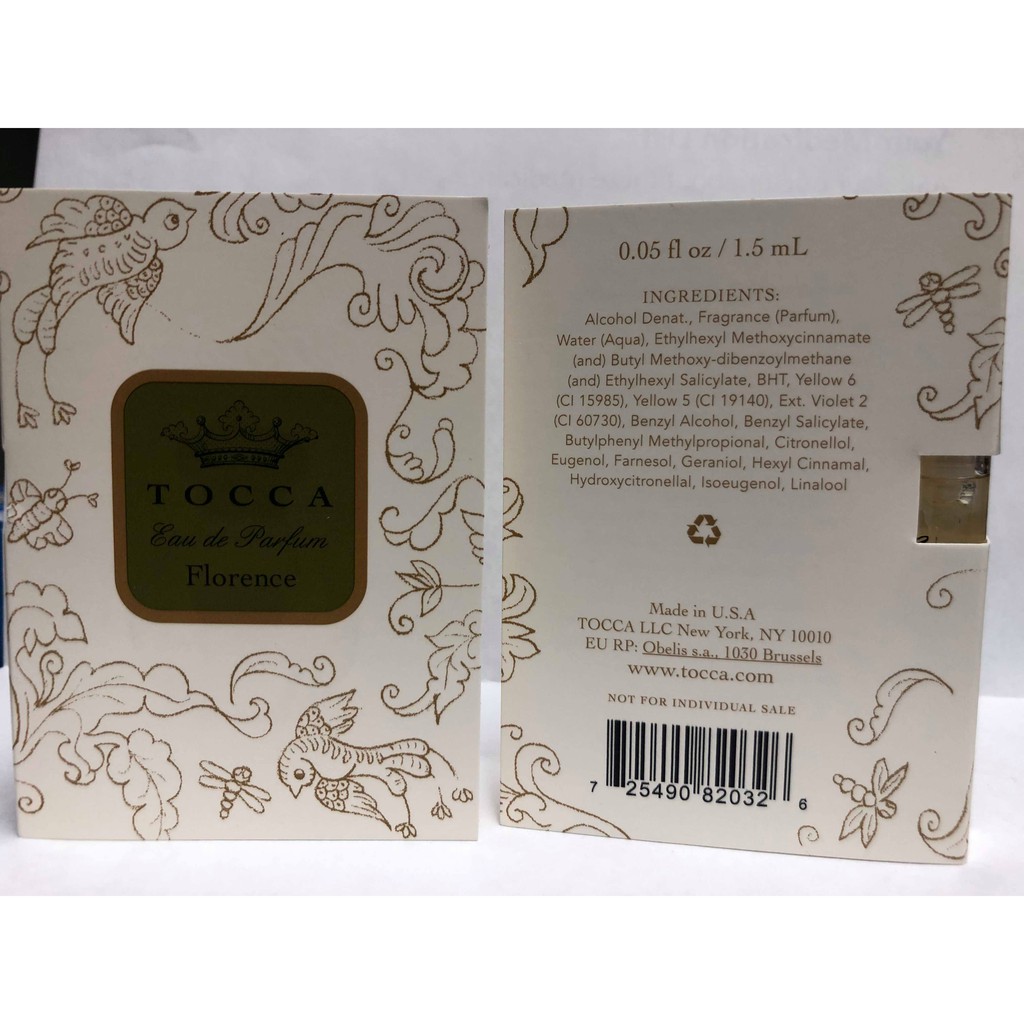 TOCCA
Eau de Parfum
Florence
0.05 fl oz / 1.5 mL
INGREDIENTS:
Alcohol Denat., Fragrance (Parfum),
Water (Aqua), Ethylhexyl Methoxycinnamate
(and) Butyl Methoxy-dibenzoylmethane
(and) Ethylhexyl Salicylate, BHT, Yellow 6
(CI 15985), Yellow 5 (CI 19140), Ext. Violet 2
(CI 60730), Benzyl Alcohol, Benzyl Salicylate,
Butylphenyl Methylpropional, Citronellol,
Eugenol, Farnesol, Geraniol, Hexyl Cinnamal,
Hydroxycitronellal, Isoeugenol, Linalool
Made in U.S.A
TOCCA LLC New York, NY 10010
EU RP: Obelis s.a., 1030 Brussels
www.tocca.com
NOT FOR INDIVIDUAL SALE
7 25490 82032 6